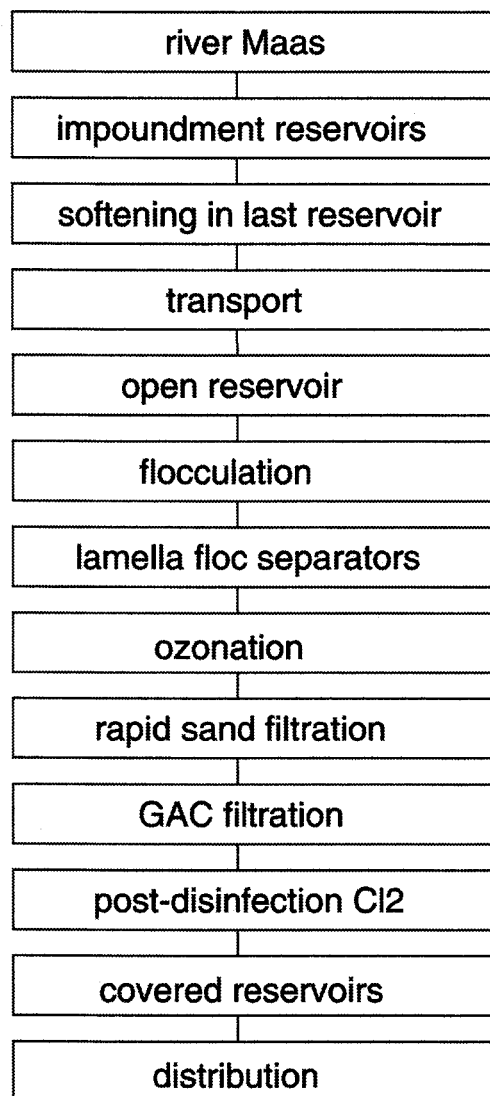 river Maas
impoundment reservoirs
softening in last reservoir
transport
open reservoir
flocculation
lamella floc separators
ozonation
rapid sand filtration
GAC filtration
post-disinfection Cl2
covered reservoirs
distribution